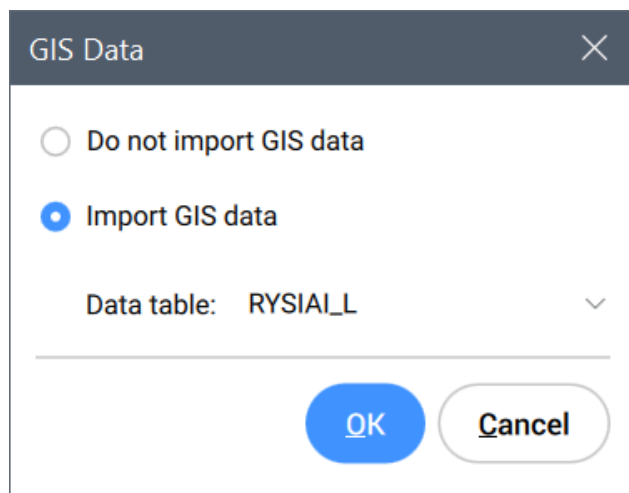 GIS Data
Do not import GIS data
Import GIS data
Data table: RYSIAI_L
OK Cancel